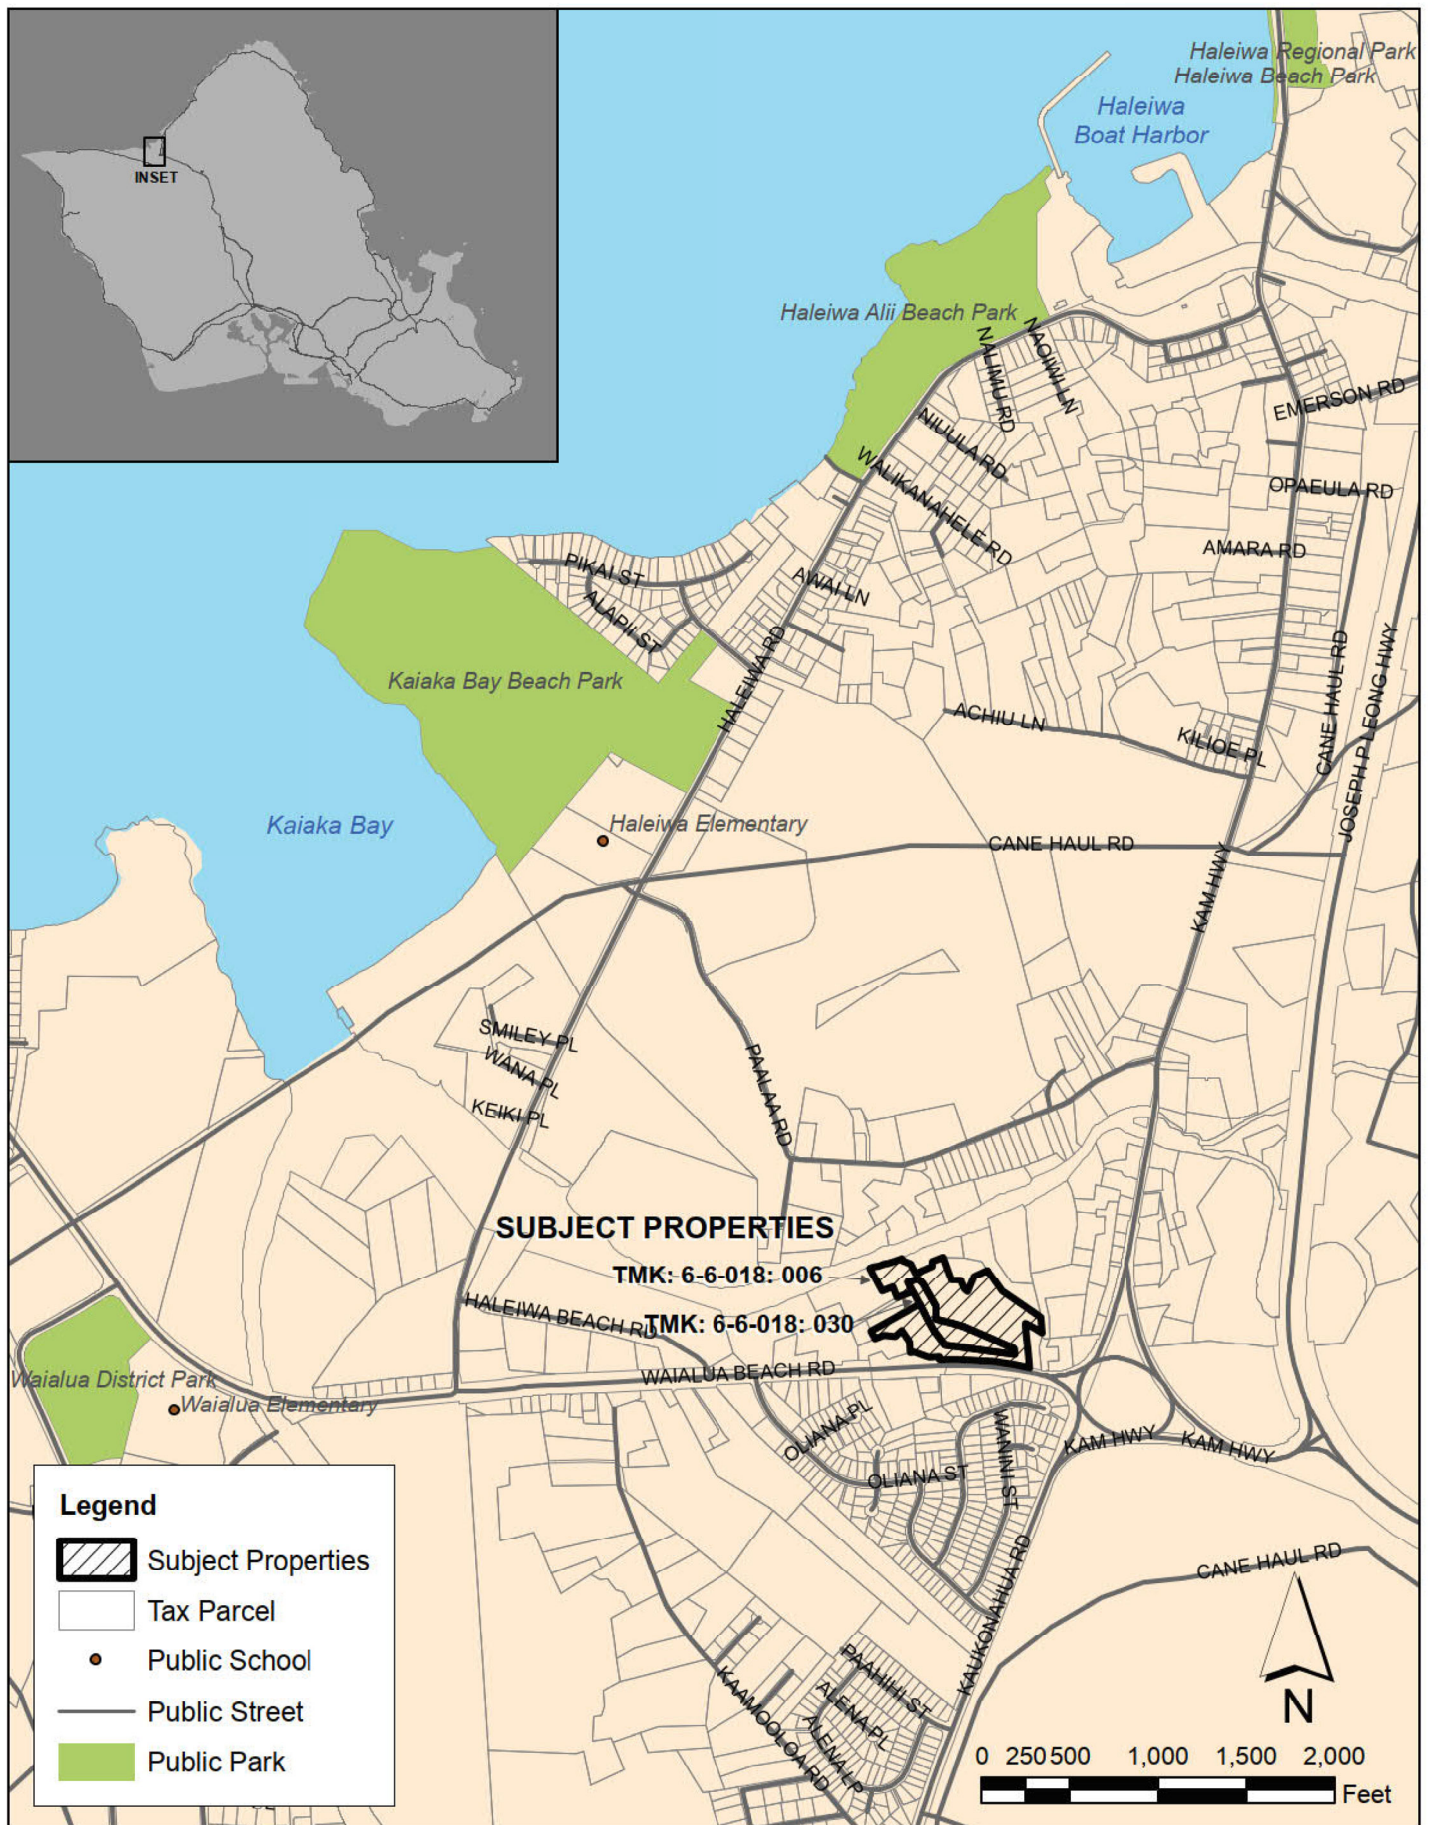 INSET
Haleiwa Regional Park
Haleiwa Beach Park
Haleiwa
Boat Harbor
Haleiwa Alii Beach Park
NALIMU RD
NAOIWI LN
EMERSON RD
NIUULA RD
WALIKANAHELE RD
OPAEULA RD
AMARA RD
PIKAI ST
ALAPII ST
AWAI LN
HALEIWA RD
Kaiaka Bay Beach Park
ACHIU LN
KILIOE PL
CANE HAUL RD
JOSEPH P LEONG HWY
Kaiaka Bay
Haleiwa Elementary
CANE HAUL RD
KAM HWY
SMILEY PL
WANA PL
KEIKI PL
PAALAA RD
SUBJECT PROPERTIES
TMK: 6-6-018: 006
HALEIWA BEACH RD
TMK: 6-6-018: 030
WAIALUA BEACH RD
Waialua District Park
Waialua Elementary
OLIANA PL
OLIANA ST
WANINI ST
KAM HWY
KAM HWY
KAUKONAHUA RD
CANE HAUL RD
PAAHIHI ST
ALENA PL
ALENA LP
KAAMOOLOA RD
Legend
Subject Properties
Tax Parcel
Public School
Public Street
Public Park
N
0 250 500 1,000 1,500 2,000
Feet